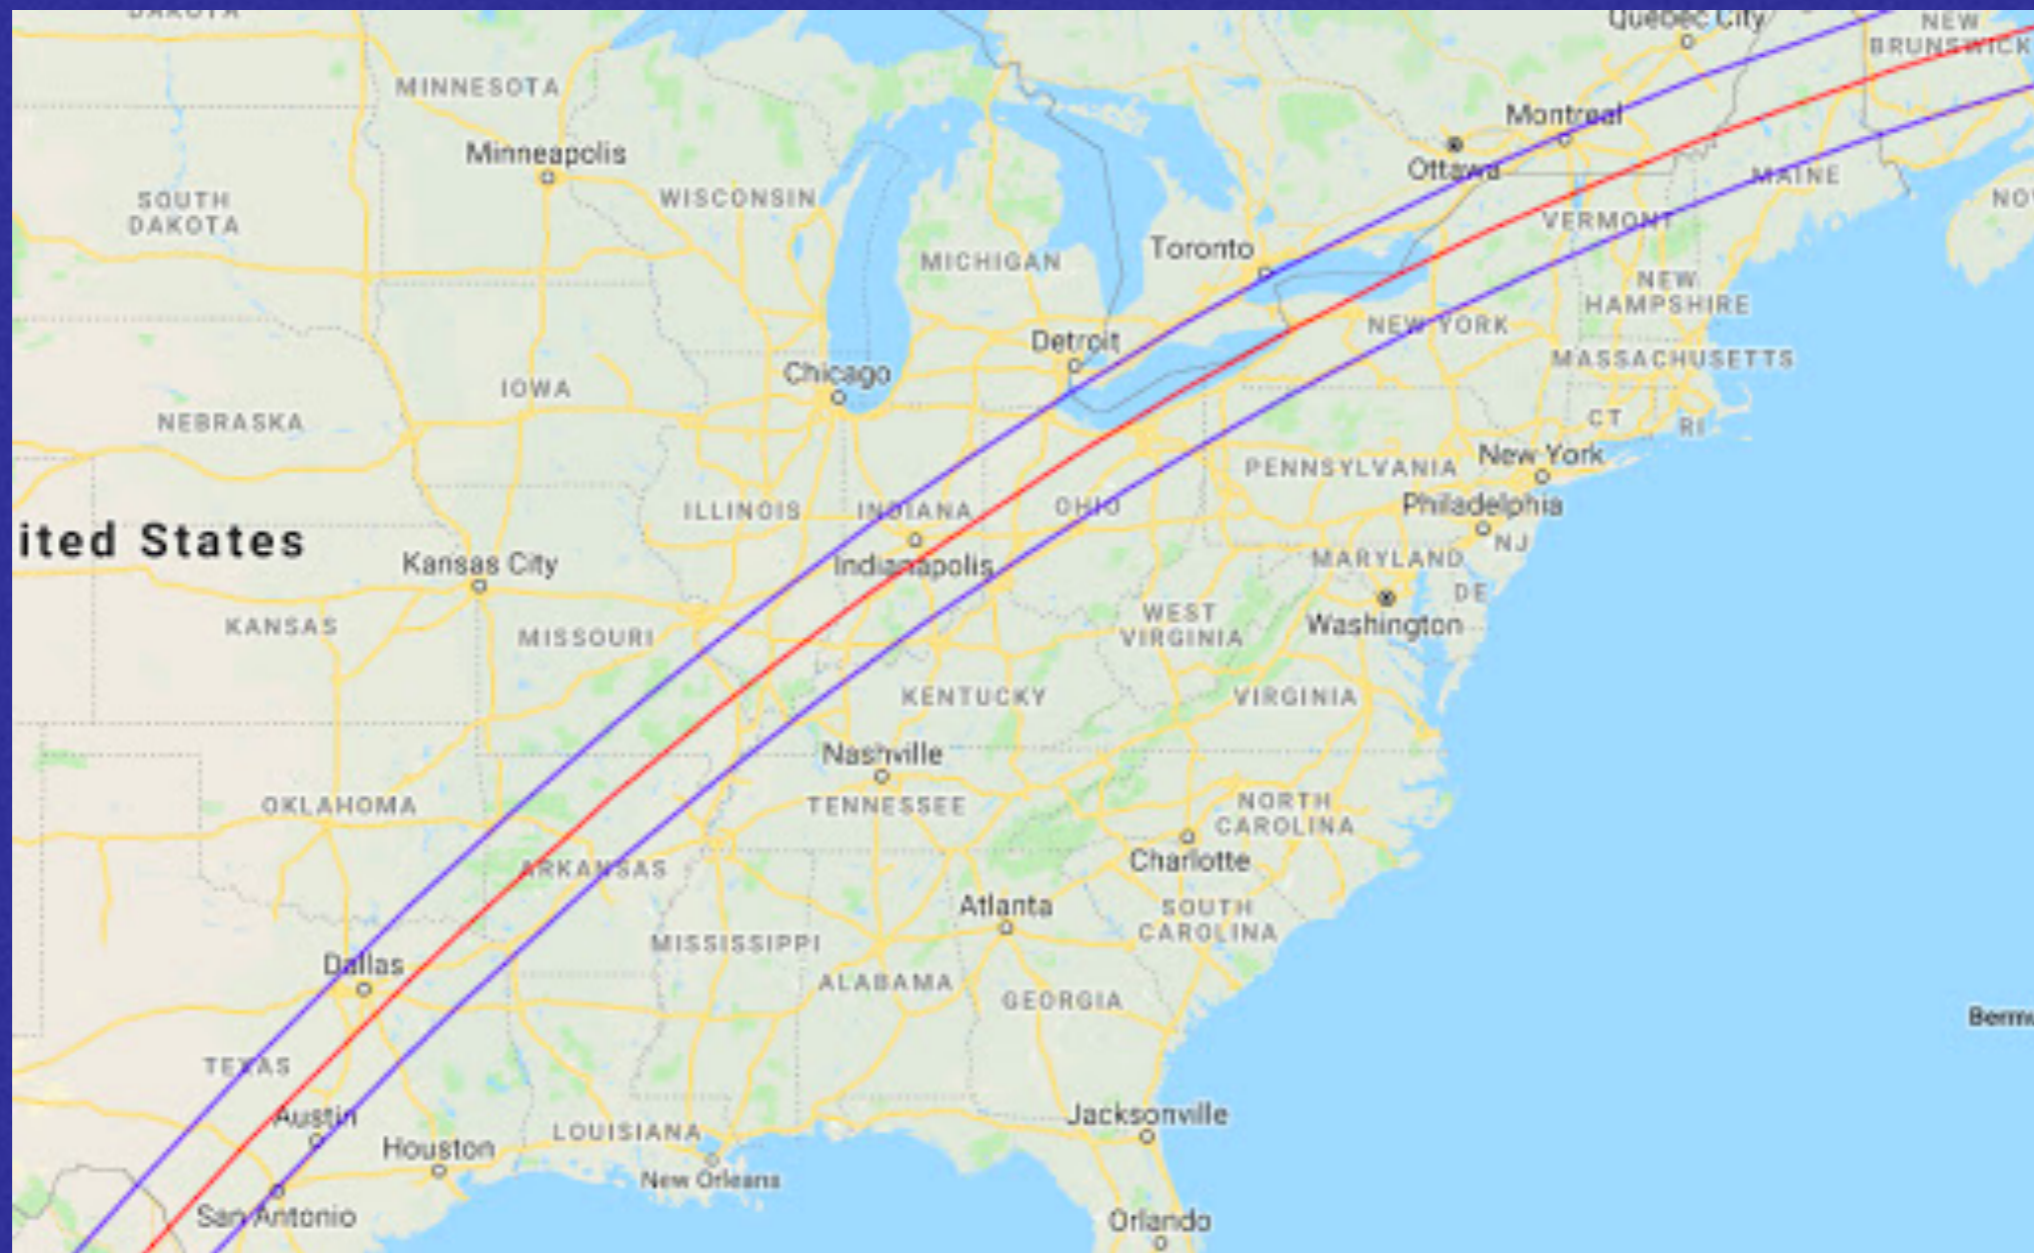 DAKOTA
Quebec City
NEW
BRUNSWICK
MINNESOTA
Montreal
Minneapolis
Ottawa
MAINE
WISCONSIN
SOUTH
DAKOTA
NO
VERMONT
Toronto
MICHIGAN
NEW
HAMPSHIRE
NEW YORK
Detroit
MASSACHUSETTS
Chicago
IOWA
NEBRASKA
CT
RI
New York
PENNSYLVANIA
Philadelphia
ILLINOIS
INDIANA
OHIO
NJ
ited States
MARYLAND
Kansas City
Indianapolis
DE
WEST
VIRGINIA
Washington
KANSAS
MISSOURI
KENTUCKY
VIRGINIA
Nashville
TENNESSEE
OKLAHOMA
NORTH
CAROLINA
Charlotte
ARKANSAS
Atlanta
SOUTH
CAROLINA
MISSISSIPPI
Dallas
ALABAMA
GEORGIA
Berm
TEXAS
Austin
Jacksonville
LOUISIANA
Houston
New Orleans
San Antonio
Orlando